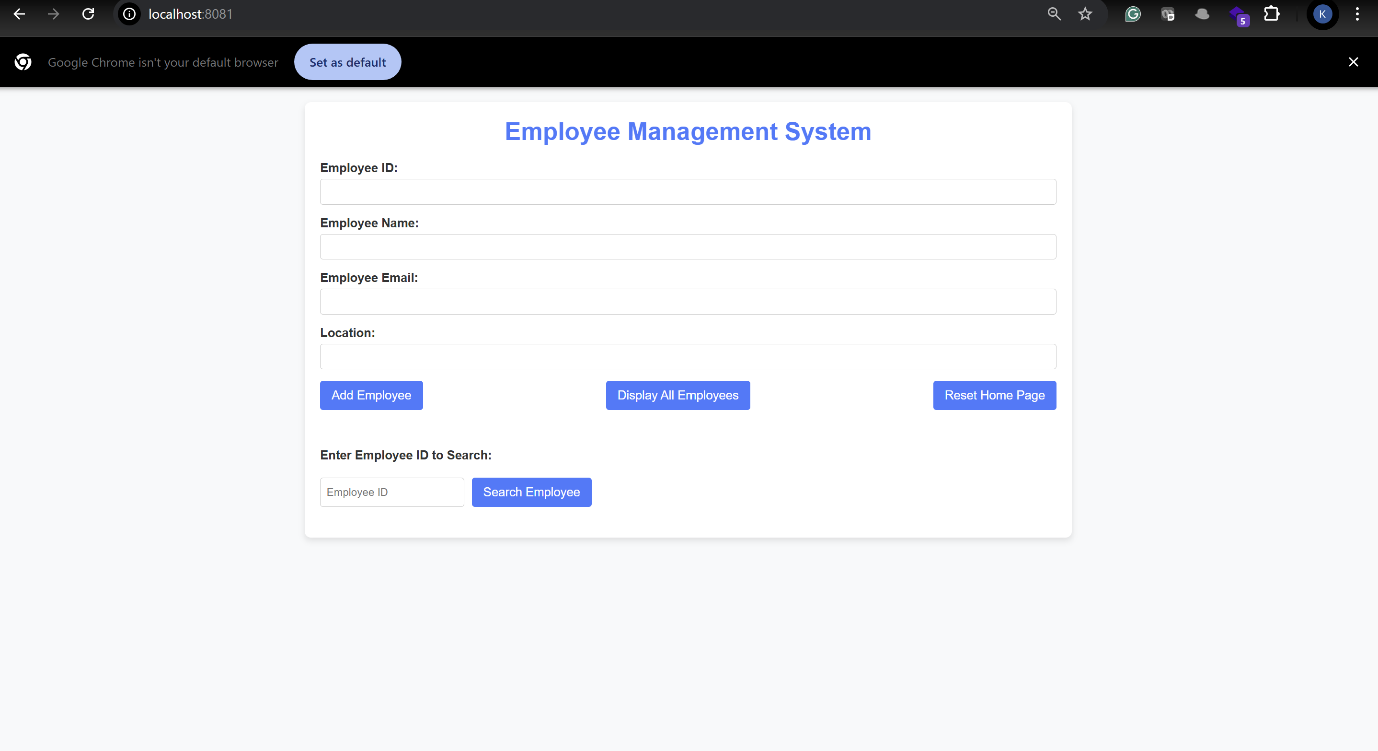 localhost:8081
5
K
Google Chrome isn't your default browser
Set as default
Employee Management System
Employee ID:
Employee Name:
Employee Email:
Location:
Add Employee
Display All Employees
Reset Home Page
Enter Employee ID to Search:
Employee ID
Search Employee